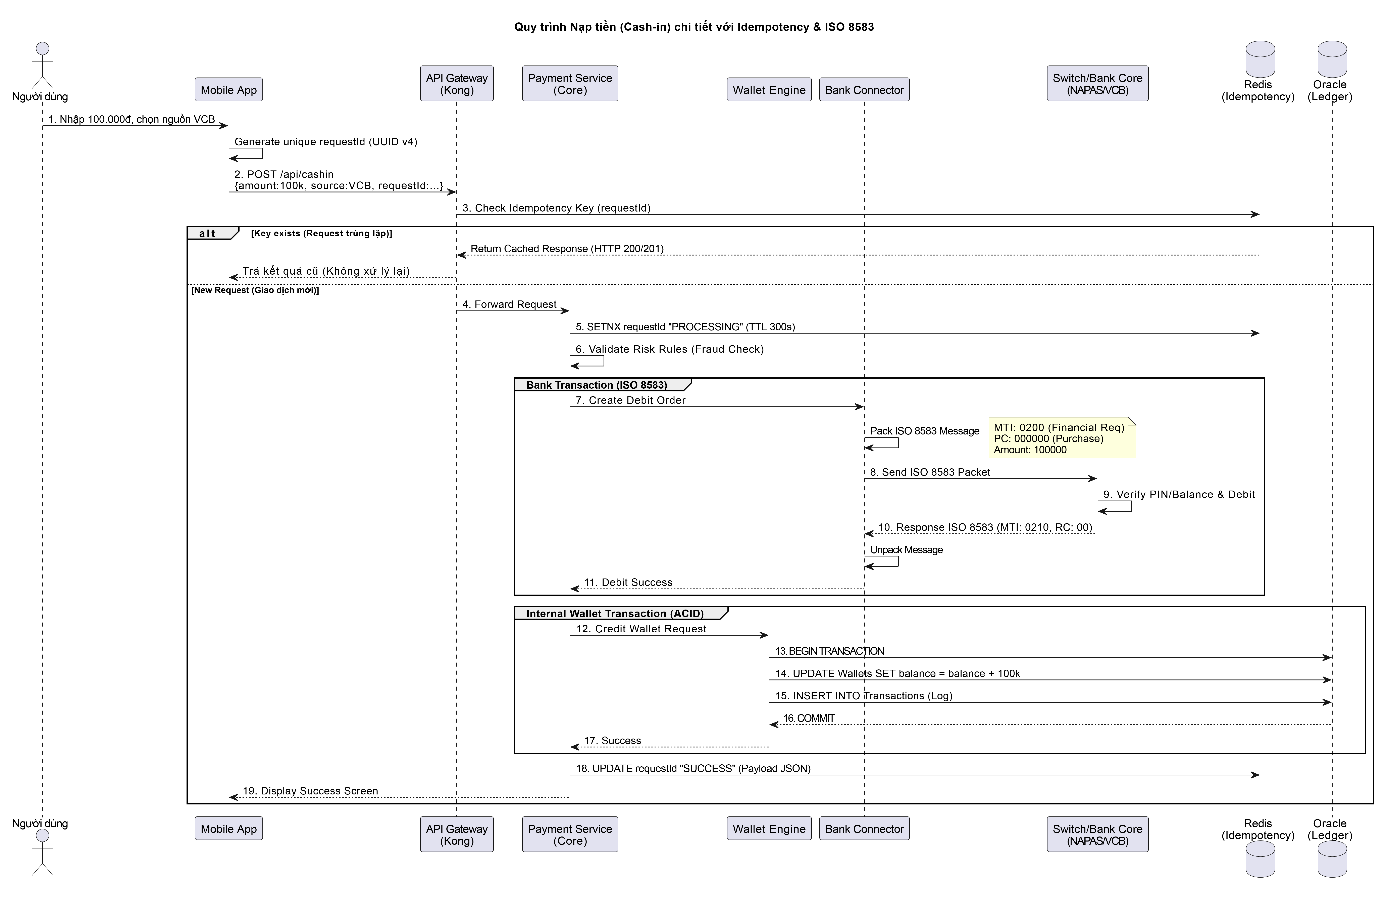 Quy trình Nạp tiền (Cash-in) chi tiết với Idempotency & ISO 8583
Người dùng
Mobile App
API Gateway
(Kong)
Payment Service
(Core)
Wallet Engine
Bank Connector
Switch/Bank Core
(NAPAS/VCB)
Redis
(Idempotency)
Oracle
(Ledger)
1. Nhập 100.000đ, chọn nguồn VCB
Generate unique requestId (UUID v4)
2. POST /api/cashin
{amount:100k, source:VCB, requestId:...}
3. Check Idempotency Key (requestId)
alt
[Key exists (Request trùng lặp)]
Return Cached Response (HTTP 200/201)
Trả kết quả cũ (Không xử lý lại)
[New Request (Giao dịch mới)]
4. Forward Request
5. SETNX requestId "PROCESSING" (TTL 300s)
6. Validate Risk Rules (Fraud Check)
Bank Transaction (ISO 8583)
7. Create Debit Order
Pack ISO 8583 Message
MTI: 0200 (Financial Req)
PC: 000000 (Purchase)
Amount: 100000
8. Send ISO 8583 Packet
9. Verify PIN/Balance & Debit
10. Response ISO 8583 (MTI: 0210, RC: 00)
Unpack Message
11. Debit Success
Internal Wallet Transaction (ACID)
12. Credit Wallet Request
13. BEGIN TRANSACTION
14. UPDATE Wallets SET balance = balance + 100k
15. INSERT INTO Transactions (Log)
16. COMMIT
17. Success
18. UPDATE requestId "SUCCESS" (Payload JSON)
19. Display Success Screen
Người dùng
Mobile App
API Gateway
(Kong)
Payment Service
(Core)
Wallet Engine
Bank Connector
Switch/Bank Core
(NAPAS/VCB)
Redis
(Idempotency)
Oracle
(Ledger)